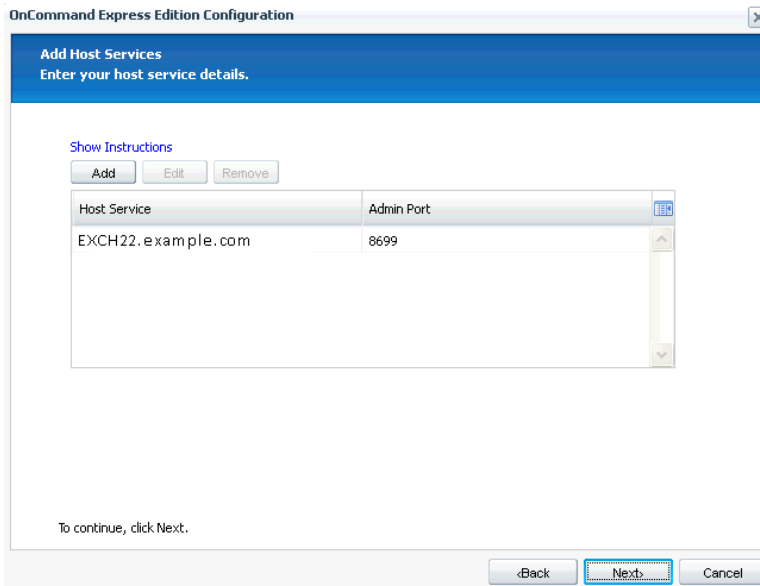 OnCommand Express Edition Configuration
Add Host Services
Enter your host service details.
Show Instructions
Add Edit Remove
Host Service Admin Port
EXCH22.example.com 8699
To continue, click Next.
‹Back Next› Cancel